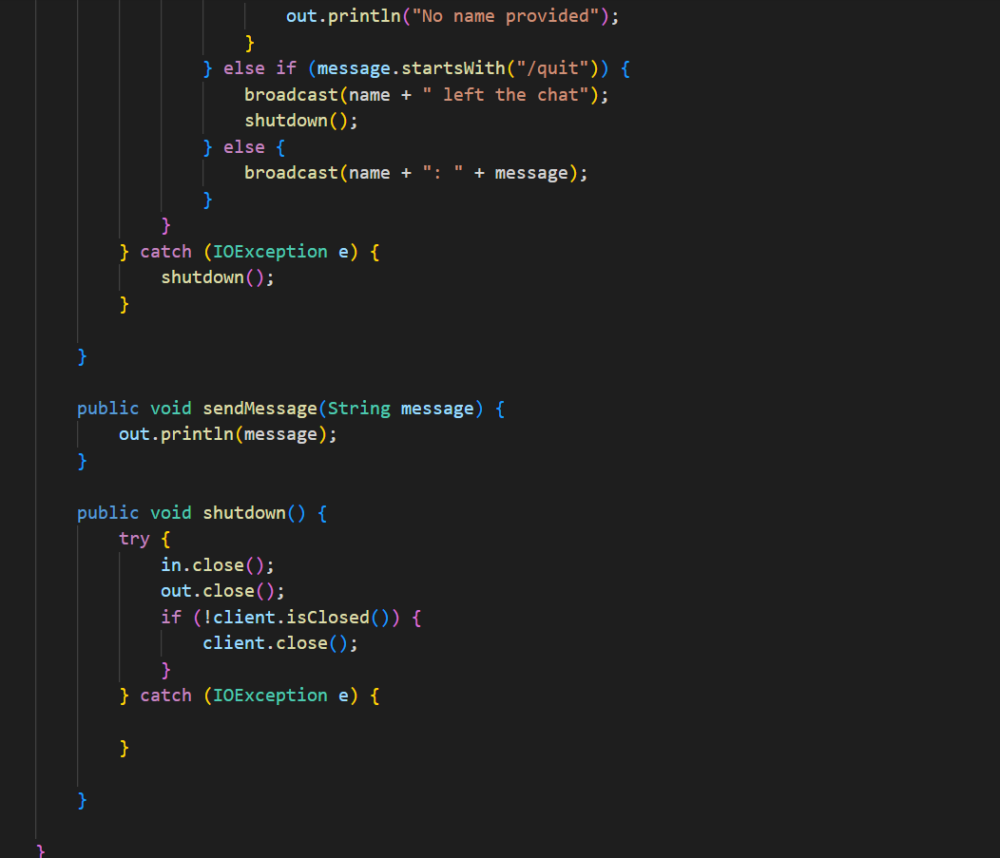 out.println("No name provided");
                    }
                } else if (message.startsWith("/quit")) {
                    broadcast(name + " left the chat");
                    shutdown();
                } else {
                    broadcast(name + ": " + message);
                }
            }
        } catch (IOException e) {
            shutdown();
        }

    }

    public void sendMessage(String message) {
        out.println(message);
    }

    public void shutdown() {
        try {
            in.close();
            out.close();
            if (!client.isClosed()) {
                client.close();
            }
        } catch (IOException e) {

        }

    }

}